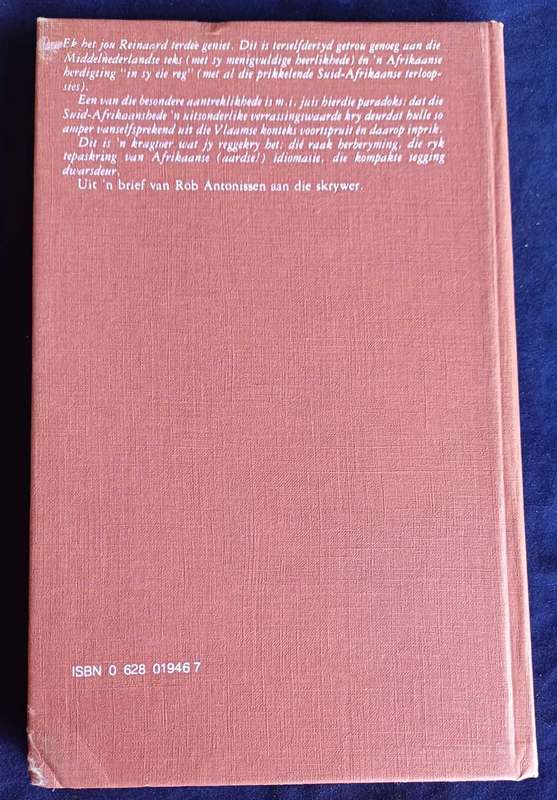 Ek het jou Reinaard terdeë geniet. Dit is terselfdertyd getrou genoeg aan die
Middelnederlandse teks (met sy menigvuldige heerlikhede) én 'n Afrikaanse
herdigting "in sy eie reg" (met al die prikkelende Suid-Afrikaanse terloop-
sies).
Een van die besondere aantreklikhede is m.i. juis hierdie paradoks: dat die
Suid-Afrikaanshede 'n uitsonderlike verrassingswaarde kry deurdat hulle so
amper vanselfsprekend uit die Vlaamse konteks voortspruit én daarop inprik.
Dit is 'n kragtoer wat jy reggekry het: dié raak herberyming, die ryk
tepaskring van Afrikaanse (aardse!) idiomasie, die kompakte segging
dwarsdeur.
Uit 'n brief van Rob Antonissen aan die skrywer.
ISBN 0 628 01946 7